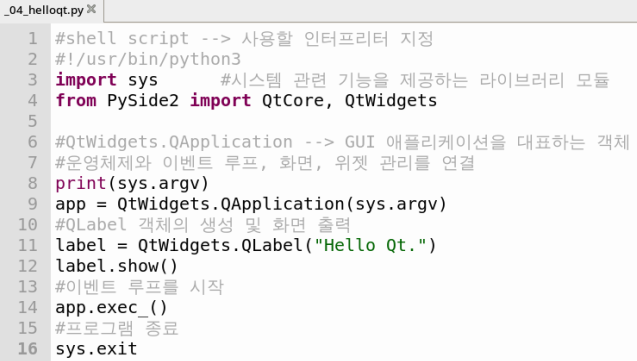 _04_helloqt.py
1 #shell script --> 사용할 인터프리터 지정
2 #!/usr/bin/python3
3 import sys      #시스템 관련 기능을 제공하는 라이브러리 모듈
4 from PySide2 import QtCore, QtWidgets
5
6 #QtWidgets.QApplication --> GUI 애플리케이션을 대표하는 객체
7 #운영체제와 이벤트 루프, 화면, 위젯 관리를 연결
8 print(sys.argv)
9 app = QtWidgets.QApplication(sys.argv)
10 #QLabel 객체의 생성 및 화면 출력
11 label = QtWidgets.QLabel("Hello Qt.")
12 label.show()
13 #이벤트 루프를 시작
14 app.exec_()
15 #프로그램 종료
16 sys.exit